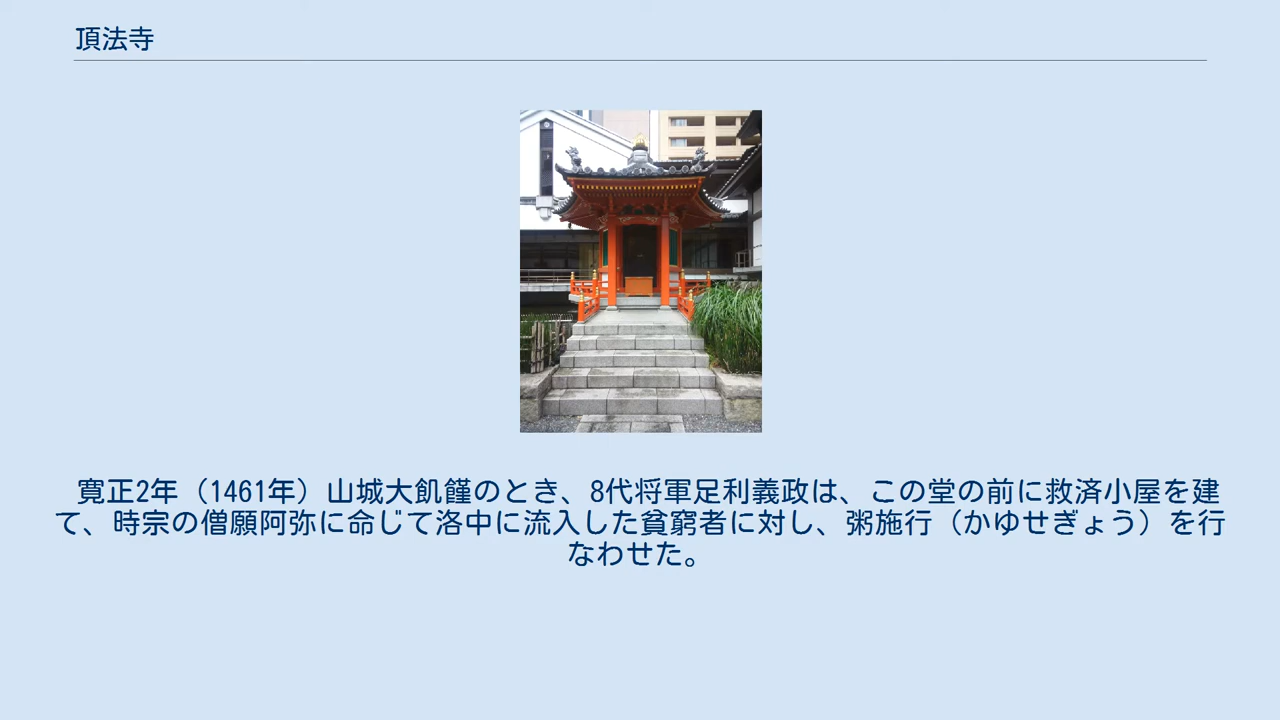 頂法寺
寛正2年（1461年）山城大飢饉のとき、8代将軍足利義政は、この堂の前に救済小屋を建
て、時宗の僧願阿弥に命じて洛中に流入した貧窮者に対し、粥施行（かゆせぎょう）を行
なわせた。